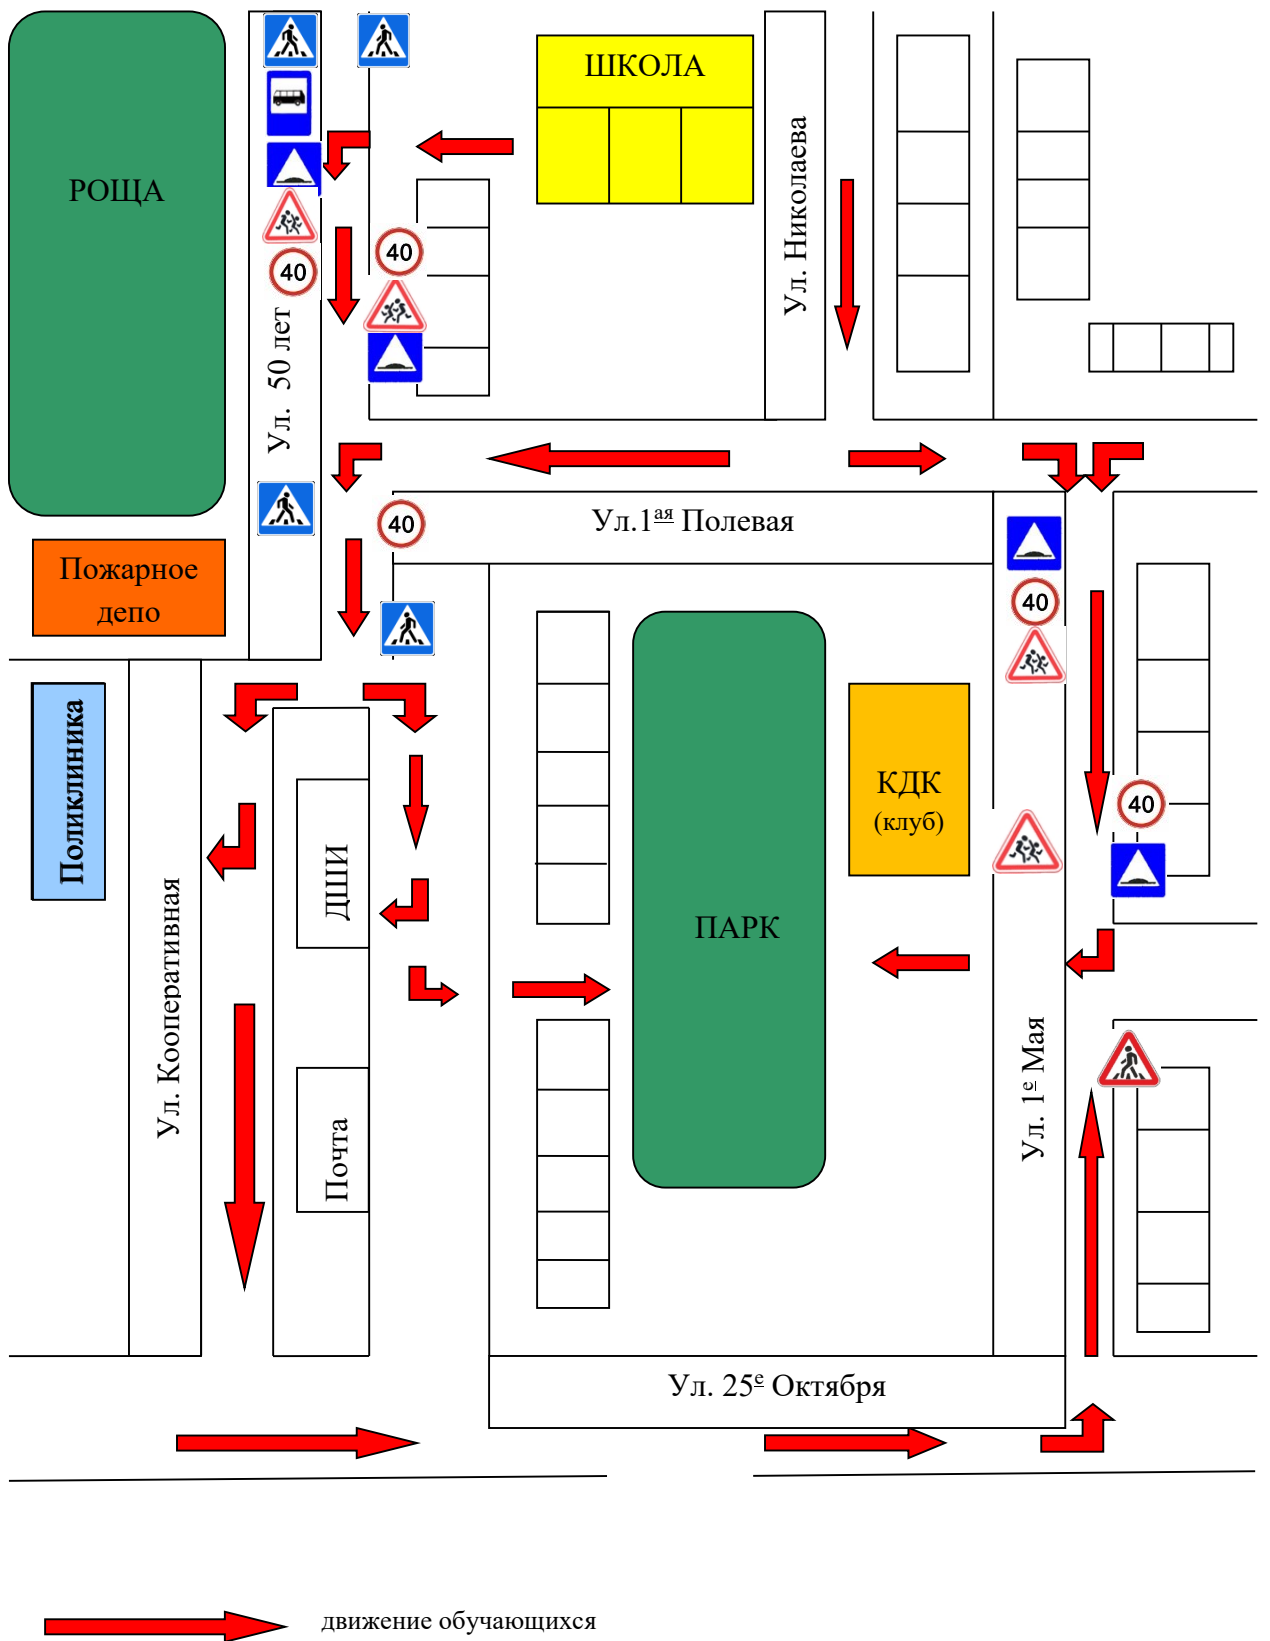 ШКОЛА
РОЩА
Ул. Николаева
40
40
Ул. 50 лет
Ул.1ая Полевая
40
Пожарное
депо
40
Поликлиника
КДК
(клуб)
40
ДШИ
ПАРК
Ул. Кооперативная
Ул. 1е Мая
Почта
Ул. 25е Октября
движение обучающихся